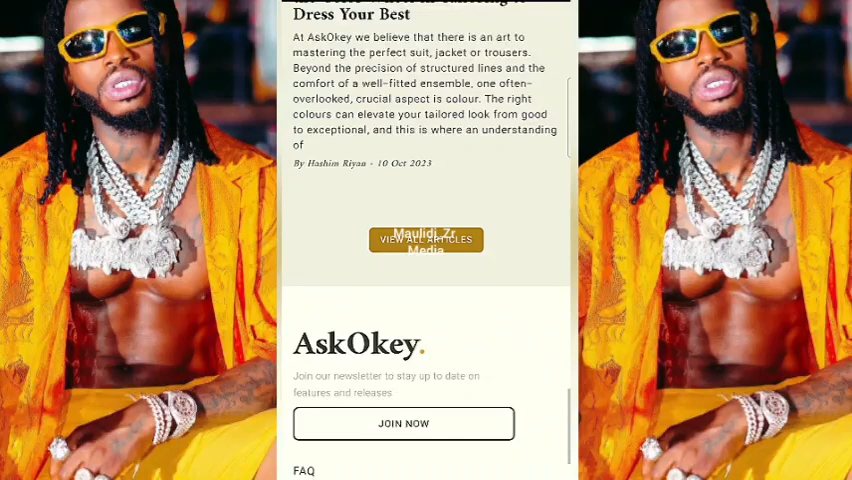 Dress Your Best
At AskOkey we believe that there is an art to
mastering the perfect suit, jacket or trousers.
Beyond the precision of structured lines and the
comfort of a well-fitted ensemble, one often-
overlooked, crucial aspect is colour. The right
colours can elevate your tailored look from good
to exceptional, and this is where an understanding
of
By Hashim Riyan - 10 Oct 2023
VIEW ALL ARTICLES
Maulidi_Zr
Media
AskOkey.
Join our newsletter to stay up to date on
features and releases
JOIN NOW
FAQ